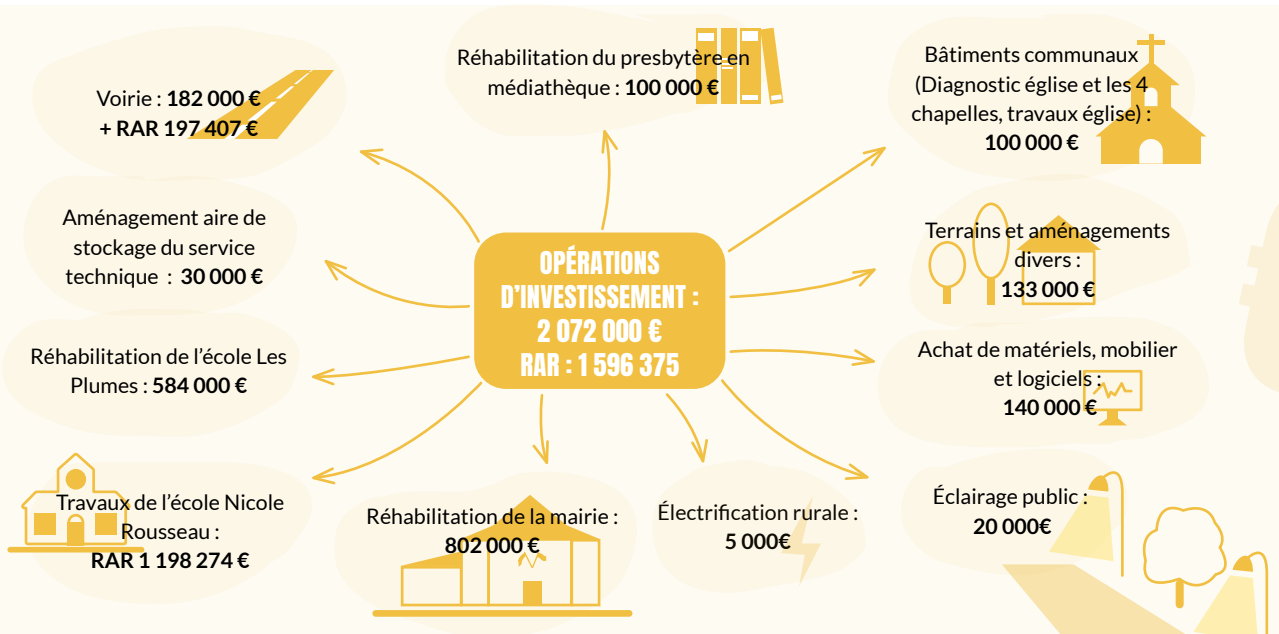 Voirie : 182 000 €
+ RAR 197 407 €
Réhabilitation du presbytère en
médiathèque : 100 000 €
Bâtiments communaux
(Diagnostic église et les 4
chapelles, travaux église) :
100 000 €
Aménagement aire de
stockage du service
technique : 30 000 €
OPÉRATIONS
D'INVESTISSEMENT :
2 072 000 €
RAR : 1 596 375
Terrains et aménagements
divers :
133 000 €
Réhabilitation de l'école Les
Plumes : 584 000 €
Achat de matériels, mobilier
et logiciels :
140 000 €
Travaux de l'école Nicole
Rousseau :
RAR 1 198 274 €
Réhabilitation de la mairie :
802 000 €
Électrification rurale :
5 000€
Éclairage public :
20 000€